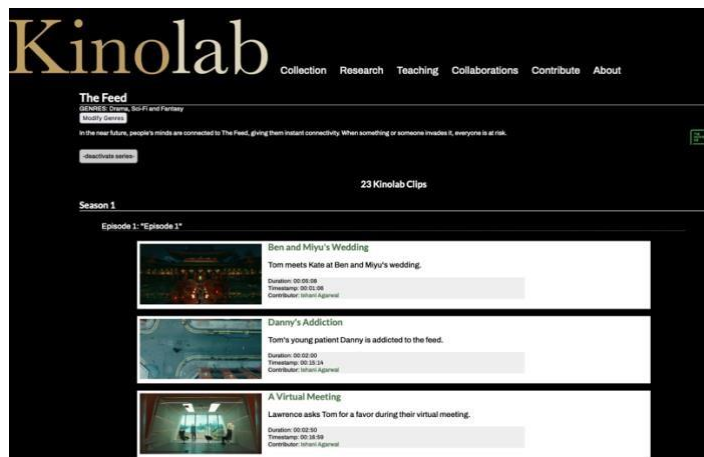 Kinolab
Collection Research Teaching Collaborations Contribute About
The Feed
GENRES: Drama, Sci-Fi and Fantasy
Modify Genres
In the near future, people's minds are connected to The Feed, giving them instant connectivity. When something or someone invades it, everyone is at risk.
-deactivate series-
23 Kinolab Clips
Season 1
Episode 1: "Episode 1"
Ben and Miyu's Wedding
Tom meets Kate at Ben and Miyu's wedding.
Duration: 00:05:08
Timestamp: 00:01:06
Contributor: Ishani Agarwal
Danny's Addiction
Tom's young patient Danny is addicted to the feed.
Duration: 00:02:00
Timestamp: 00:15:14
Contributor: Ishani Agarwal
A Virtual Meeting
Lawrence asks Tom for a favor during their virtual meeting.
Duration: 00:02:50
Timestamp: 00:16:59
Contributor: Ishani Agarwal